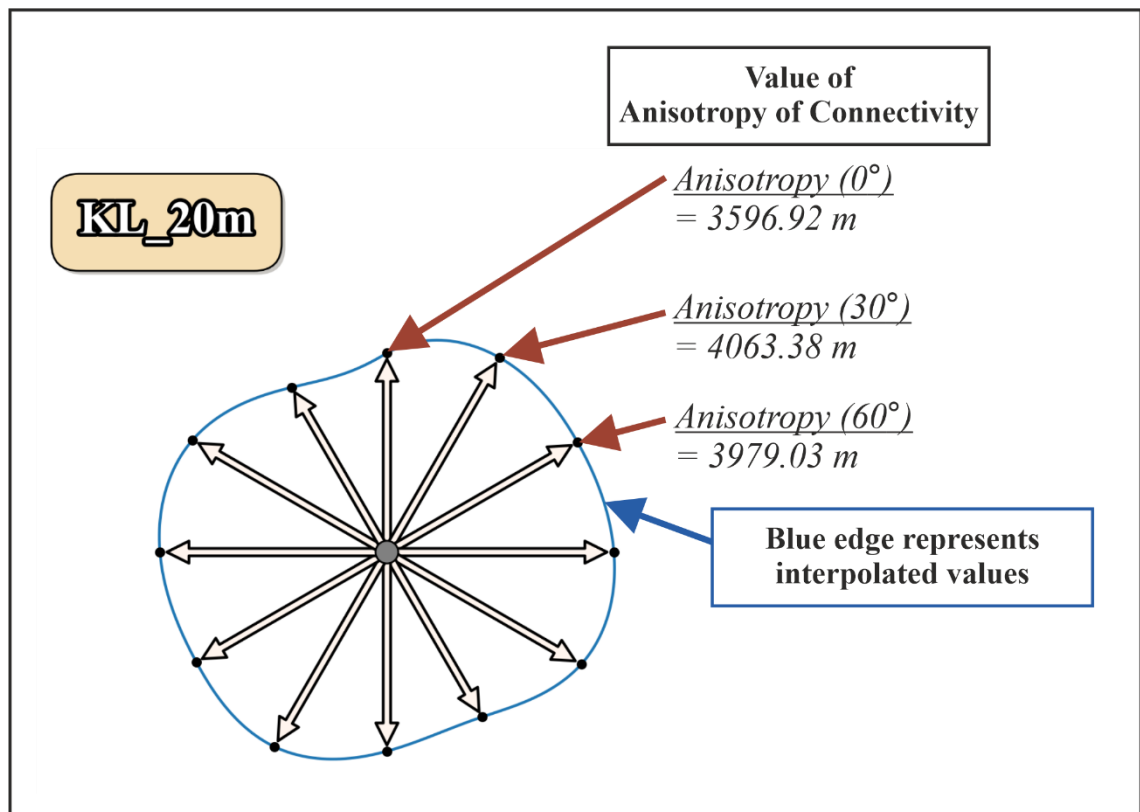 Value of
Anisotropy of Connectivity
KL_20m
Anisotropy (0°)
= 3596.92 m
Anisotropy (30°)
= 4063.38 m
Anisotropy (60°)
= 3979.03 m
Blue edge represents
interpolated values